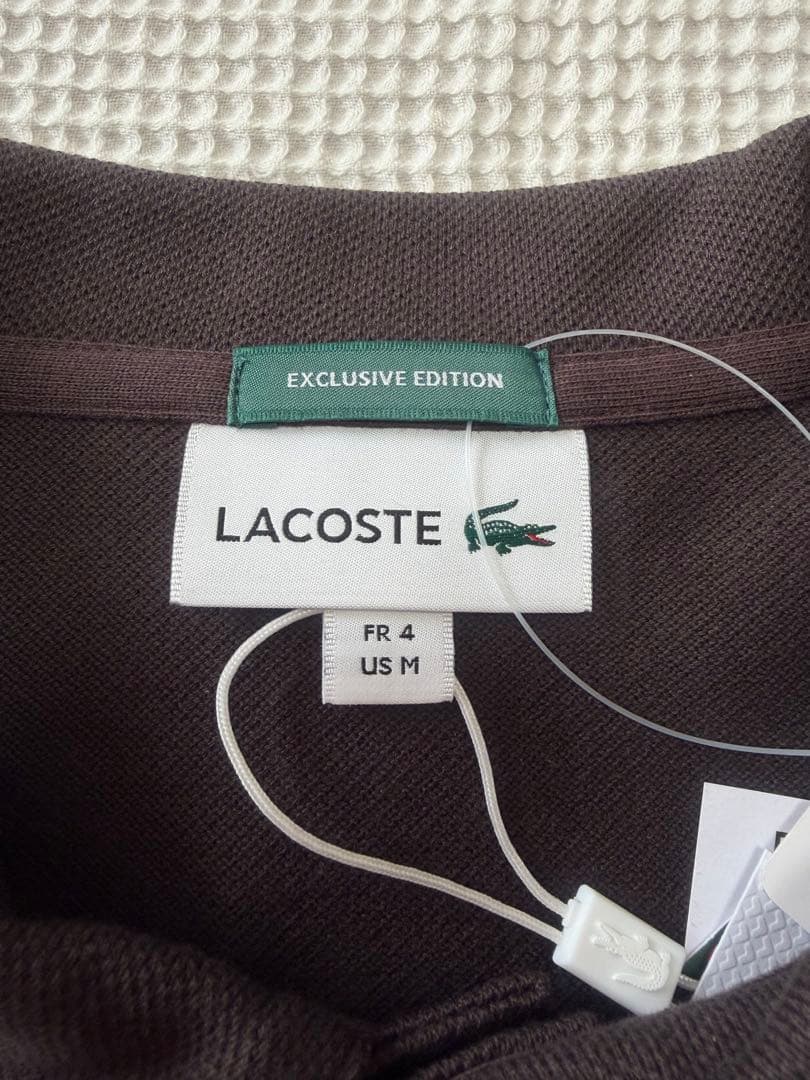 EXCLUSIVE EDITION
LACOSTE
FR 4
US M